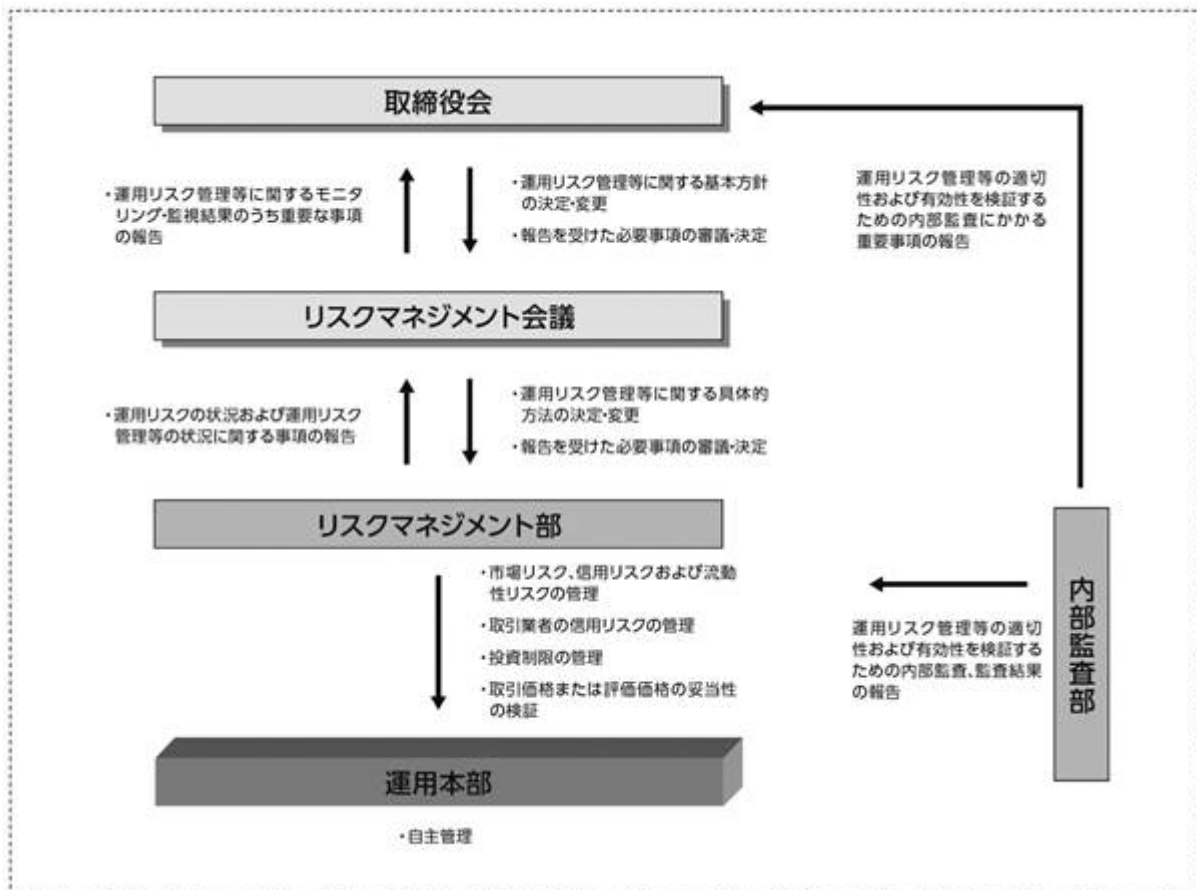 取締役会
・運用リスク管理等に関するモニタ
リング・監視結果のうち重要な事項
の報告
・運用リスク管理等に関する基本方針
の決定・変更
・報告を受けた必要事項の審議・決定
運用リスク管理等の適切
性および有効性を検証する
ための内部監査にかかる
重要事項の報告
リスクマネジメント会議
・運用リスクの状況および運用リスク
管理等の状況に関する事項の報告
・運用リスク管理等に関する具体的
方法の決定・変更
・報告を受けた必要事項の審議・決定
リスクマネジメント部
・市場リスク、信用リスクおよび流動
性リスクの管理
・取引業者の信用リスクの管理
・投資制限の管理
・取引価格または評価価格の妥当性
の検証
運用リスク管理等の適切
性および有効性を検証する
ための内部監査、監査結果
の報告
内部監査部
運用本部
・自主管理